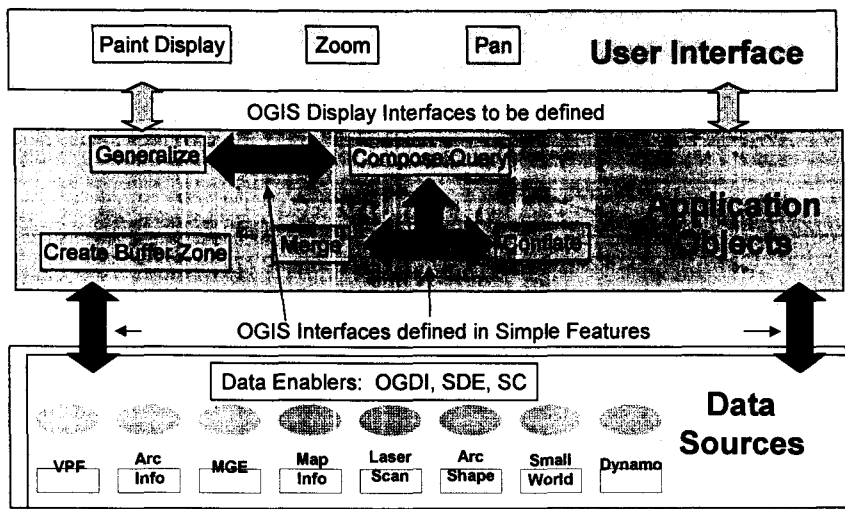 Paint Display
Zoom
Pan
User Interface
OGIS Display Interfaces to be defined
Generalize
Compose Query
Application
Objects
Create Buffer Zone
Merge
Conflate
OGIS Interfaces defined in Simple Features
Data Enablers: OGDI, SDE, SC
Data
Sources
VPF
Arc
Info
MGE
Map
Info
Laser
Scan
Arc
Shape
Small
World
Dynamo